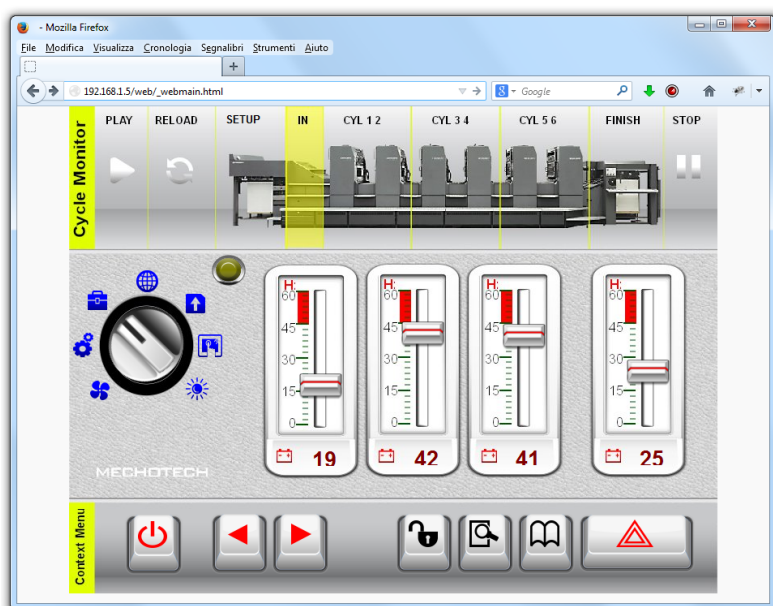 - Mozilla Firefox
File Modifica Visualizza Cronologia Segnalibri Strumenti Aiuto
192.168.1.5/web/_webmain.html
Google
Cycle Monitor
PLAY RELOAD SETUP IN CYL 1 2 CYL 3 4 CYL 5 6 FINISH STOP
H: H: H: H:
60 60 60 60
45 45 45 45
30 30 30 30
15 15 15 15
0 0 0 0
19 42 41 25
MECHOTECH
Context Menu